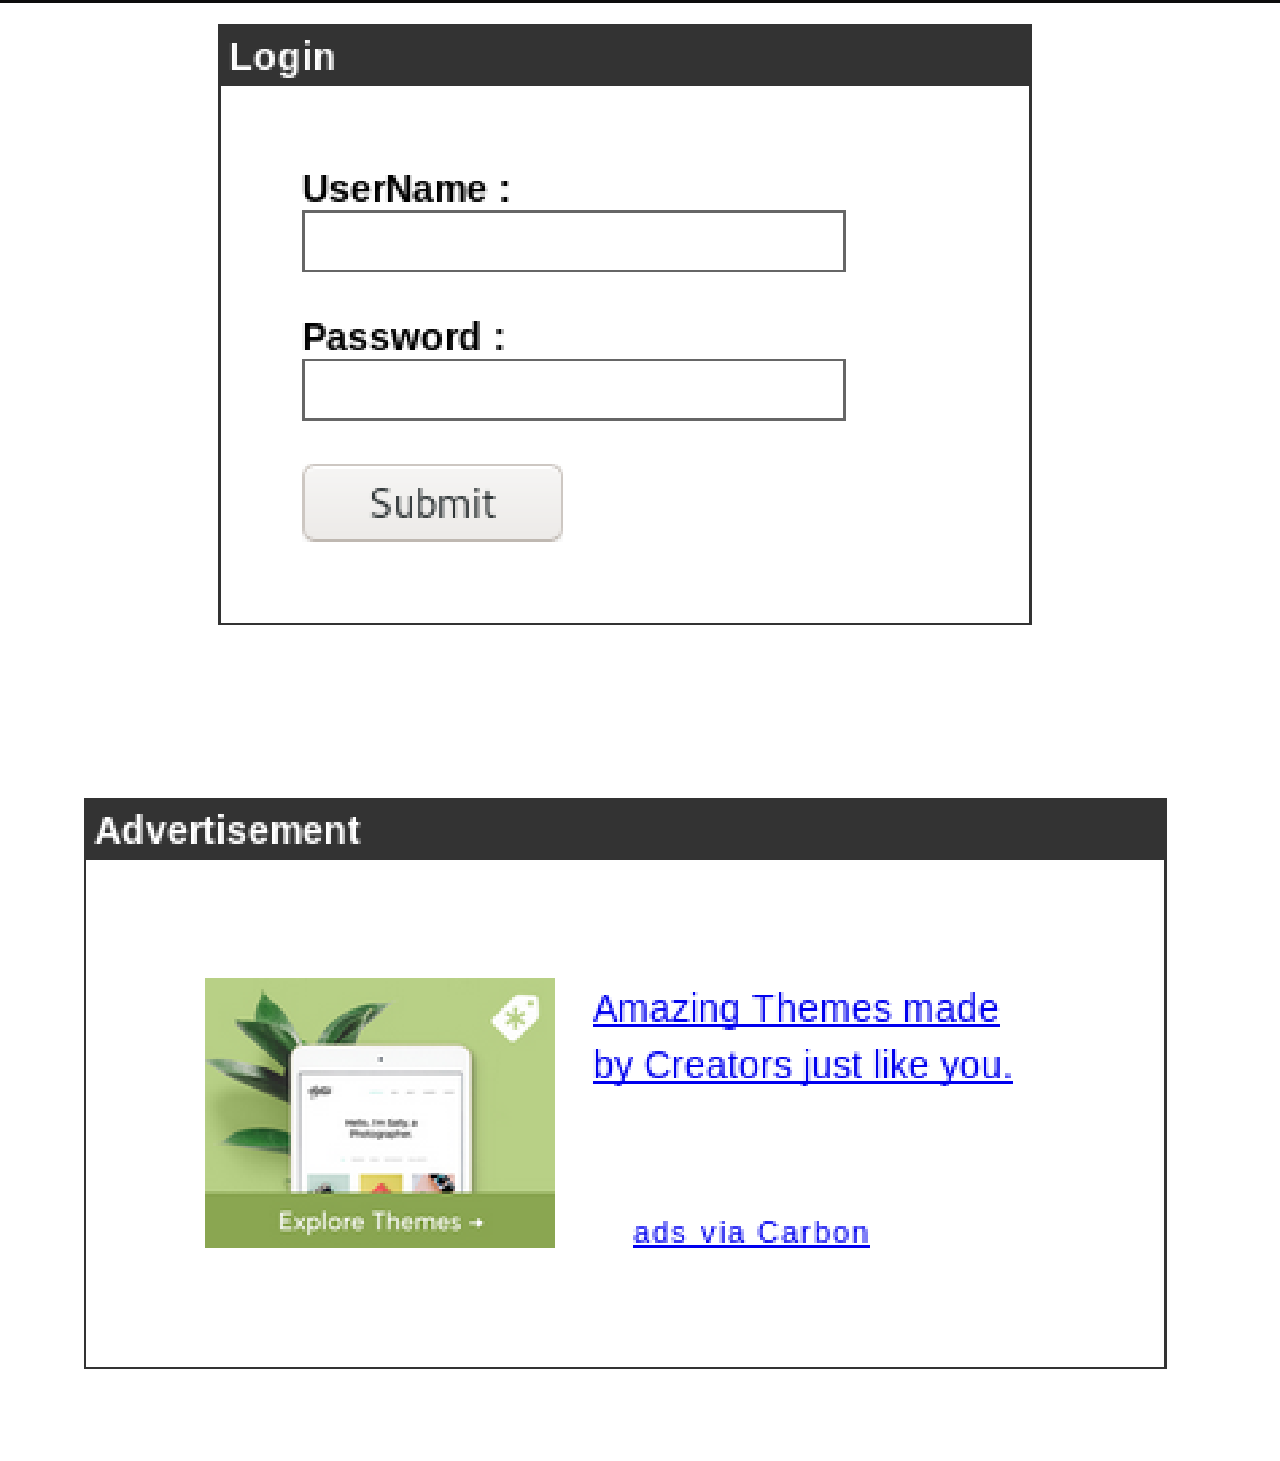 Login
UserName :
Password :
Submit
Advertisement
Hello, I'm Sally, a
Photographer.
Explore Themes →
Amazing Themes made
by Creators just like you.
ads via Carbon